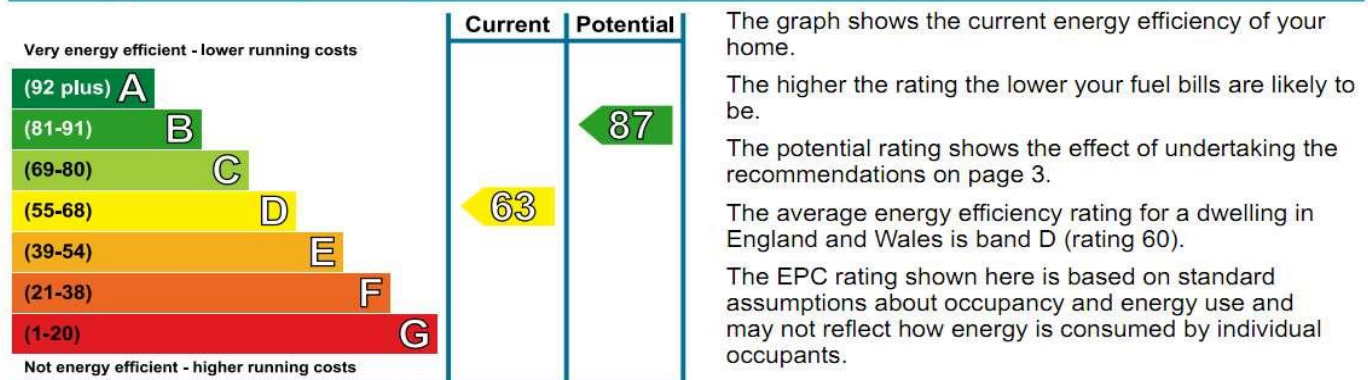 Current Potential
Very energy efficient - lower running costs
(92 plus) A
(81-91) B
87
(69-80) C
(55-68) D
63
(39-54) E
(21-38) F
(1-20) G
Not energy efficient - higher running costs
The graph shows the current energy efficiency of your
home.
The higher the rating the lower your fuel bills are likely to
be.
The potential rating shows the effect of undertaking the
recommendations on page 3.
The average energy efficiency rating for a dwelling in
England and Wales is band D (rating 60).
The EPC rating shown here is based on standard
assumptions about occupancy and energy use and
may not reflect how energy is consumed by individual
occupants.